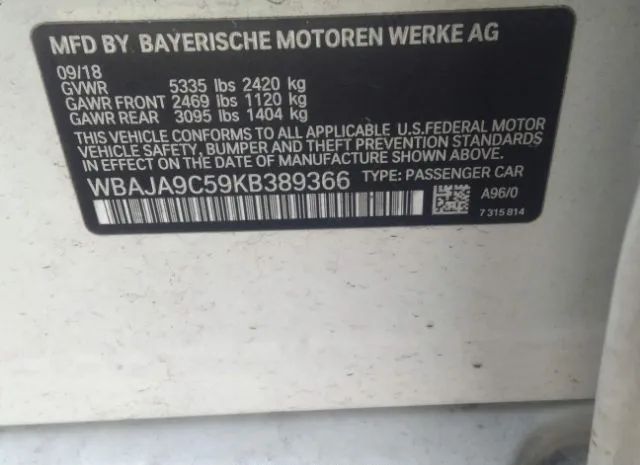 MFD BY BAYERISCHE MOTOREN WERKE AG
09/18
GVWR 5335 lbs 2420 kg
GAWR FRONT 2469 lbs 1120 kg
GAWR REAR 3095 lbs 1404 kg
THIS VEHICLE CONFORMS TO ALL APPLICABLE U.S.FEDERAL MOTOR
VEHICLE SAFETY, BUMPER AND THEFT PREVENTION STANDARDS
IN EFFECT ON THE DATE OF MANUFACTURE SHOWN ABOVE.
WBAJA9C59KB389366 TYPE: PASSENGER CAR
A96/0
7 315 814